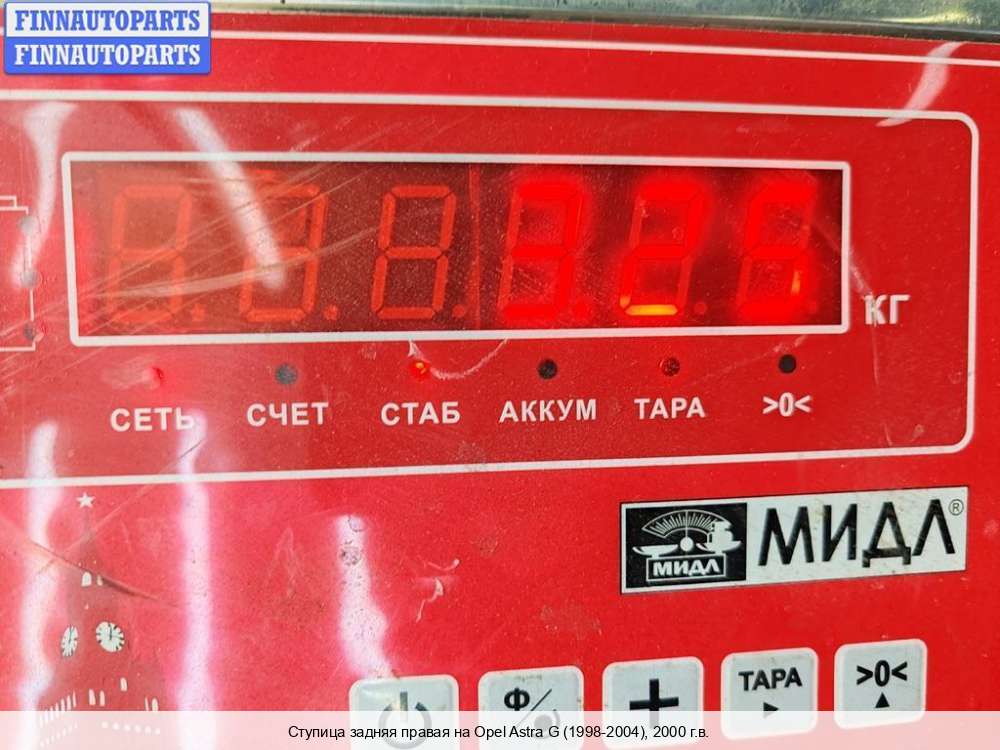 FINNAUTOPARTS
FINNAUTOPARTS
КГ
СЕТЬ СЧЕТ СТАБ АККУМ ТАРА >0<
МИДЛ МИДЛ®
Ф/ + ТАРА >0<
Ступица задняя правая на Opel Astra G (1998-2004), 2000 г.в.